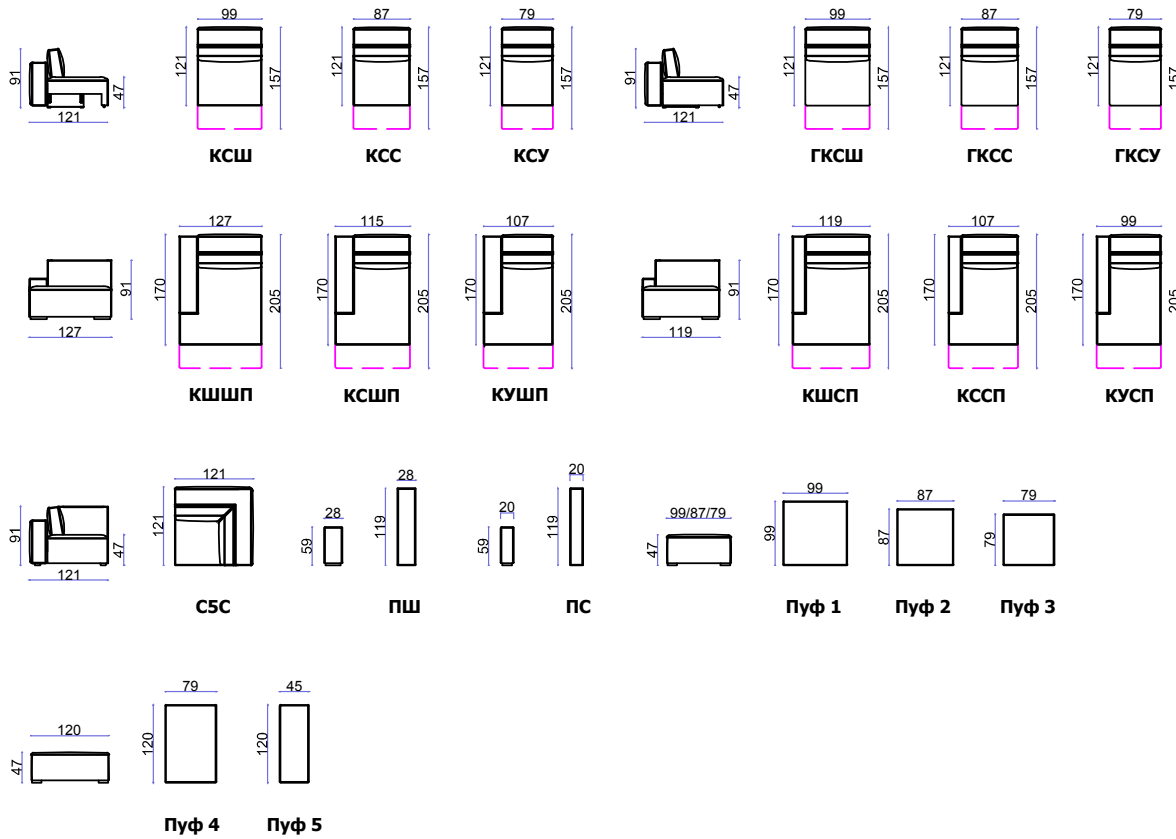 99 87 79 99 87 79
91 121 157 121 157 121 157 91 121 157 121 157 121 157
47 47
121 121
КСШ КСС КСУ ГКСШ ГКСС ГКСУ
127 115 107 119 107 99
91 170 205 170 205 170 205 91 170 205 170 205 170 205
127 119
КШШП КСШП КУШП КШСП КССП КУСП
121 28 20 99 87 79
28 20 99/87/79
91 47 121 59 119 59 119 47 99 87 79
121
С5С ПШ ПС Пуф 1 Пуф 2 Пуф 3
79 45
120
47 120 120
Пуф 4 Пуф 5